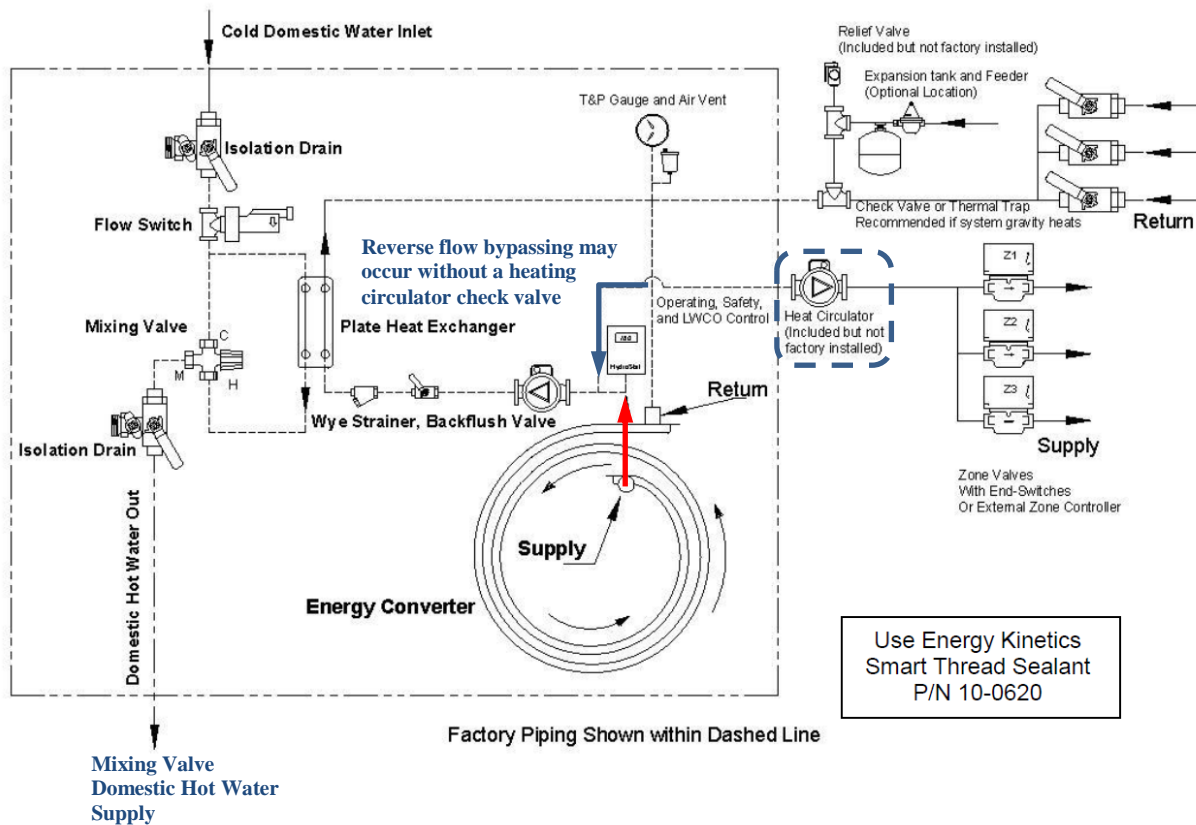 Cold Domestic Water Inlet
Relief Valve
(Included but not factory installed)
Expansion tank and Feeder
(Optional Location)
T&P Gauge and Air Vent
Isolation Drain
Flow Switch
Check Valve or Thermal Trap
Recommended if system gravity heats
Return
Reverse flow bypassing may
occur without a heating
circulator check valve
Z1
Operating, Safety,
and LWCO Control
Heat Circulator
(Included but not
factory installed)
Mixing Valve
C
M
H
Plate Heat Exchanger
HydroStat
Z2
Z3
Return
Wye Strainer, Backflush Valve
Isolation Drain
Supply
Zone Valves
With End-Switches
Or External Zone Controller
Supply
Energy Converter
Domestic Hot Water Out
Use Energy Kinetics
Smart Thread Sealant
P/N 10-0620
Factory Piping Shown within Dashed Line
Mixing Valve
Domestic Hot Water
Supply